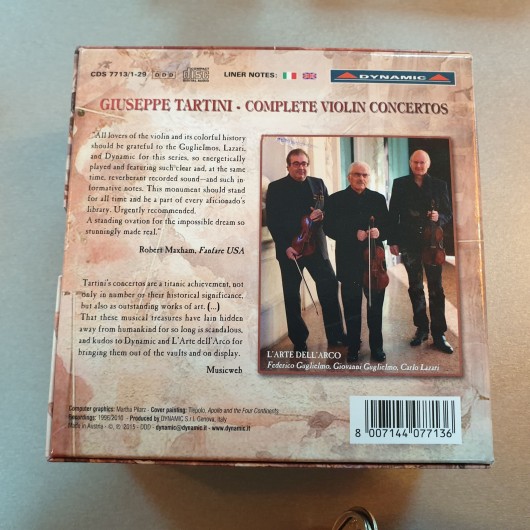 CDS 7713/1-29 DDD COMPACT DISC DIGITAL AUDIO LINER NOTES: DYNAMIC
GIUSEPPE TARTINI - COMPLETE VIOLIN CONCERTOS
"All lovers of the violin and its colorful history
should be grateful to the Guglielmos, Lazari,
and Dynamic for this series, so energetically
played and featuring such clear and, at the same
time, reverberant recorded sound—and such in-
formative notes. This monument should stand
for all time and be a part of every aficionado's
library. Urgently recommended.
A standing ovation for the impossible dream so
stunningly made real."
Robert Maxham, Fanfare USA
Tartini's concertos are a titanic achievement, not
only in number or their historical significance,
but also as outstanding works of art. (...)
That these musical treasures have lain hidden
away from humankind for so long is scandalous,
and kudos to Dynamic and L'Arte dell'Arco for
bringing them out of the vaults and on display.
Musicweb
L'ARTE DELL'ARCO
Federico Guglielmo, Giovanni Guglielmo, Carlo Lazari
Computer graphics: Martha Pilarz - Cover painting: Tiepolo, Apollo and the Four Continents
Recordings: 1996/2010 - Produced by DYNAMIC S.r.l. Genova, Italy
Made in Austria - ©, ℗ 2015 - DDD - dynamic@dynamic.it - www.dynamic.it
8 007144 077136